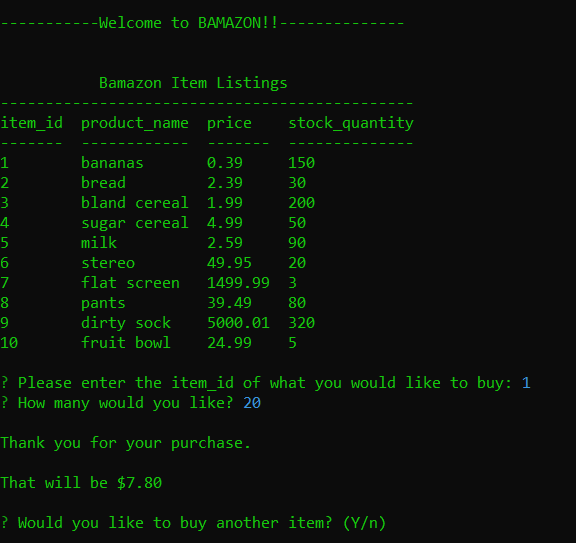 -----------Welcome to BAMAZON!!--------------
Bamazon Item Listings
----------------------------------------------
item_id  product_name  price    stock_quantity
-------  ------------  -------  --------------
1        bananas       0.39     150
2        bread         2.39     30
3        bland cereal  1.99     200
4        sugar cereal  4.99     50
5        milk          2.59     90
6        stereo        49.95    20
7        flat screen   1499.99  3
8        pants         39.49    80
9        dirty sock    5000.01  320
10       fruit bowl    24.99    5
? Please enter the item_id of what you would like to buy: 1
? How many would you like? 20
Thank you for your purchase.
That will be $7.80
? Would you like to buy another item? (Y/n)